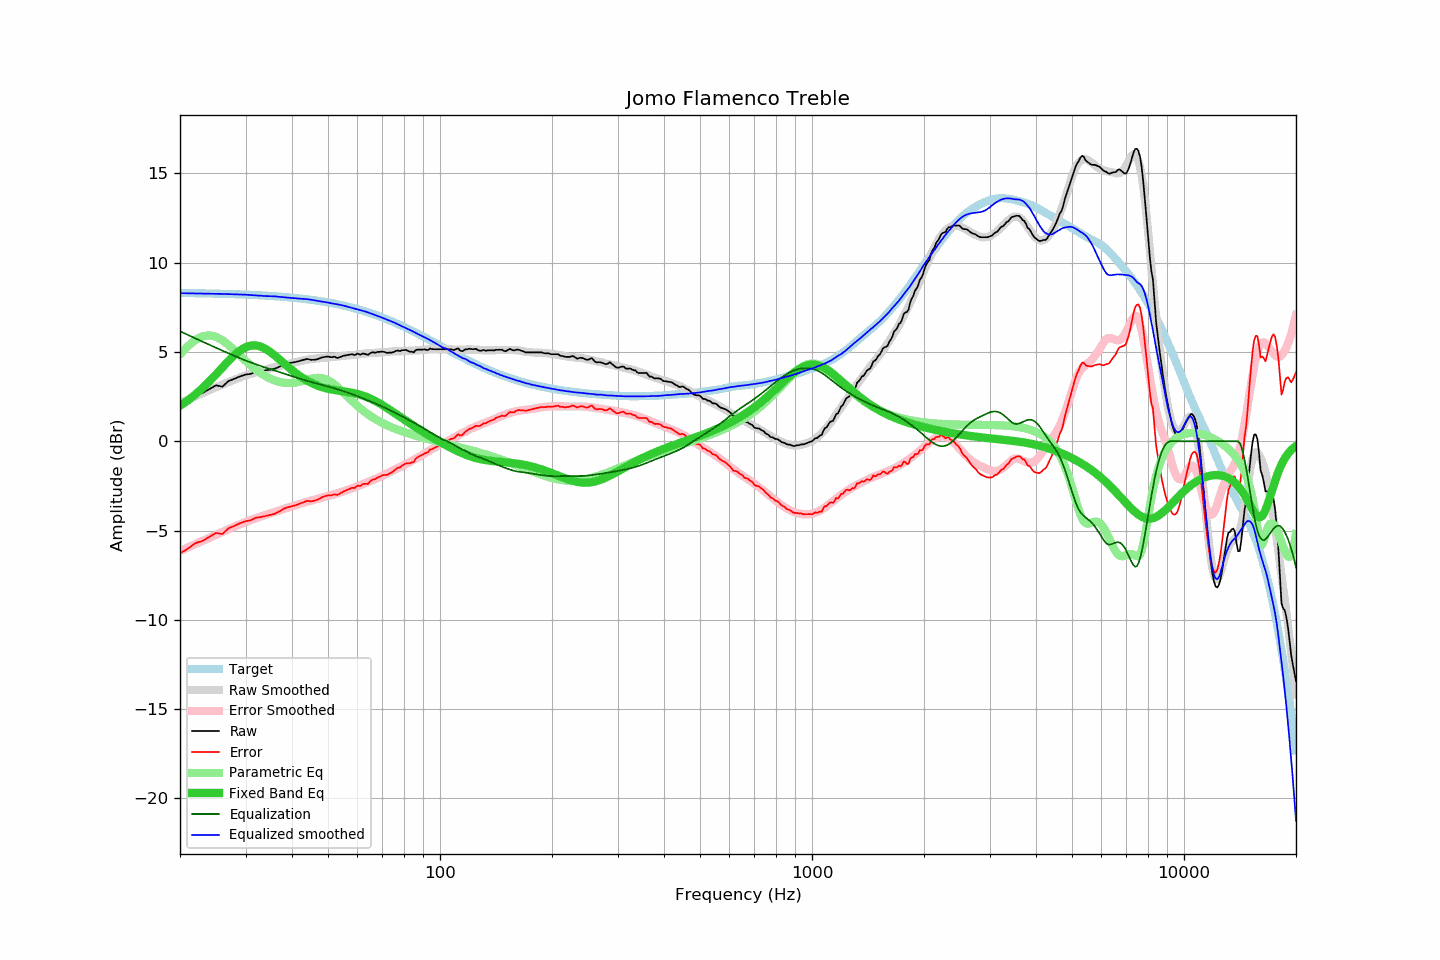 Jomo Flamenco Treble
15
10
5
0
−5
−10
−15
−20
Amplitude (dBr)
Target
Raw Smoothed
Error Smoothed
Raw
Error
Parametric Eq
Fixed Band Eq
Equalization
Equalized smoothed
100
1000
10000
Frequency (Hz)